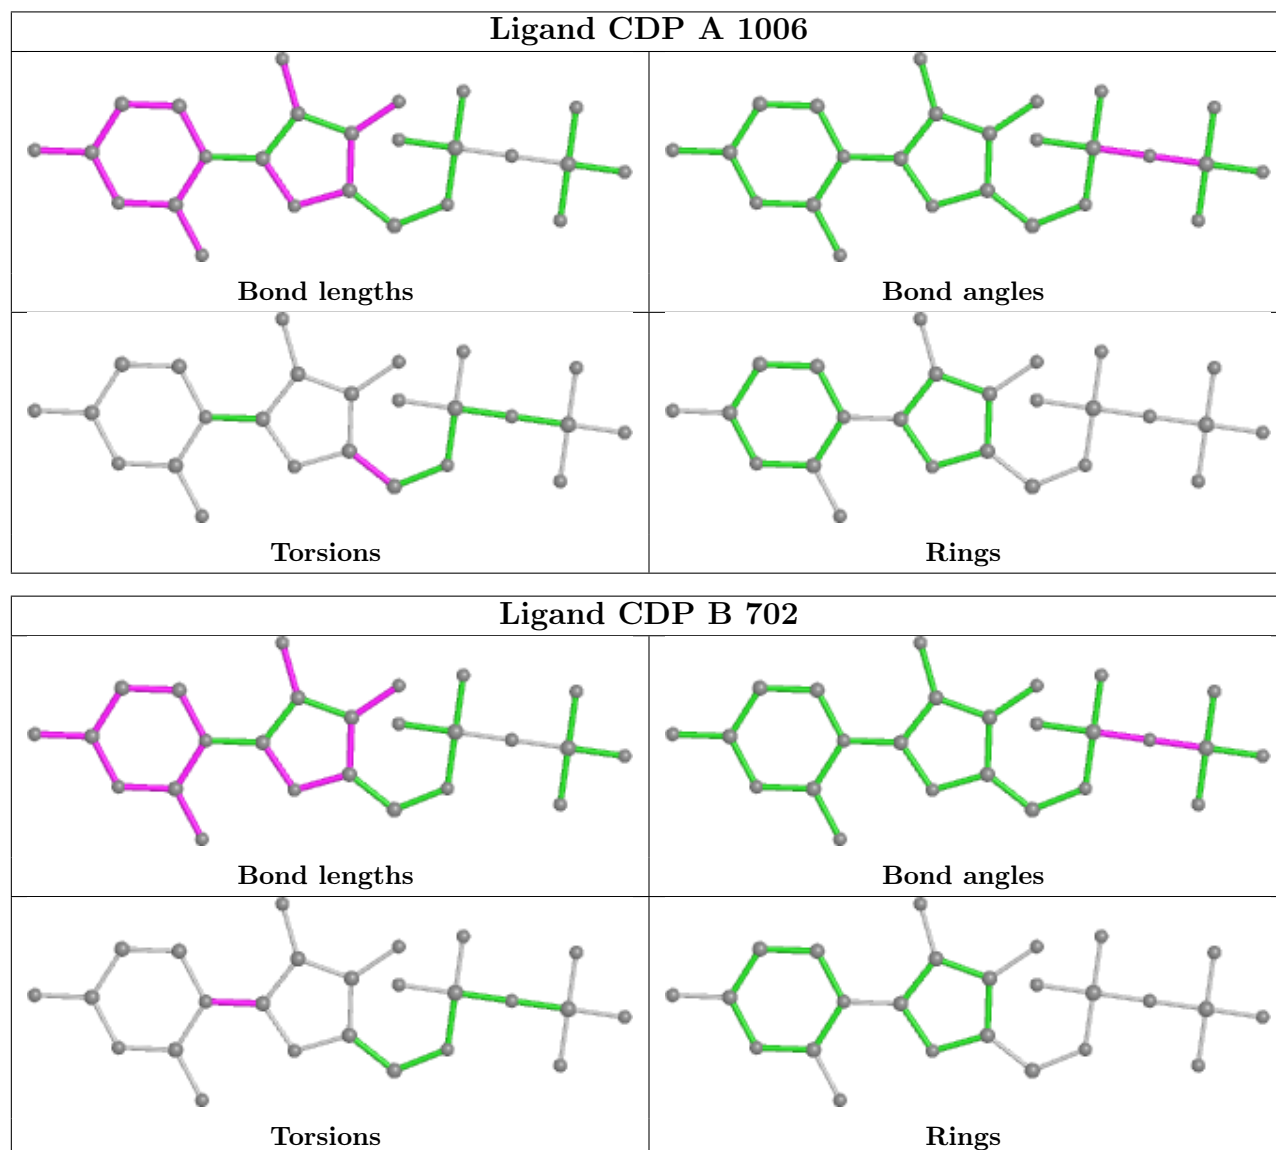 Ligand CDP A 1006
Bond lengths
Bond angles
Torsions
Rings
Ligand CDP B 702
Bond lengths
Bond angles
Torsions
Rings